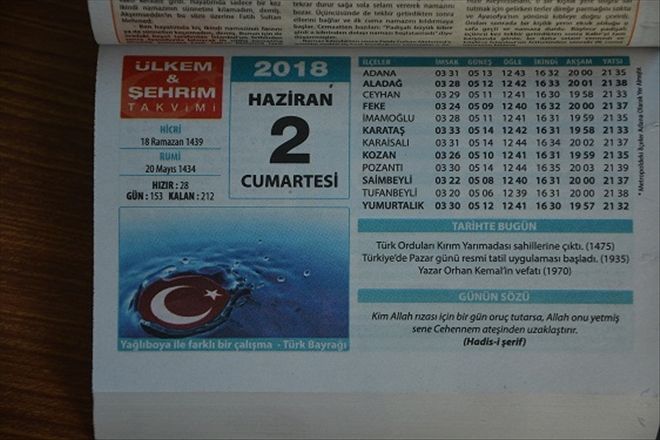 ÜLKEM
&
ŞEHRİM
TAKVİMİ
HİCRİ
18 Ramazan 1439
RUMİ
20 Mayıs 1434
HIZIR : 28
GÜN : 153 KALAN : 212
2018
HAZİRAN
2
CUMARTESİ
İLÇELER İMSAK GÜNEŞ ÖĞLE İKİNDİ AKŞAM YATSI
ADANA 03 31 05 13 12 43 16 32 20 00 21 35
ALADAĞ 03 28 05 12 12 42 16 33 20 01 21 38
CEYHAN 03 29 05 11 12 41 16 30 19 58 21 33
FEKE 03 24 05 09 12 40 16 32 20 00 21 37
İMAMOĞLU 03 28 05 11 12 41 16 31 19 59 21 35
KARATAŞ 03 33 05 14 12 42 16 31 19 58 21 33
KARAİSALI 03 31 05 14 12 44 16 34 20 02 21 37
KOZAN 03 26 05 10 12 41 16 31 19 59 21 35
POZANTI 03 30 05 14 12 44 16 35 20 03 21 39
SAİMBEYLİ 03 22 05 08 12 40 16 31 20 00 21 37
TUFANBEYLİ 03 20 05 06 12 39 16 31 20 00 21 38
YUMURTALIK 03 30 05 12 12 41 16 30 19 57 21 32
* Metropoldeki ilçeler Adana Olarak Yer Almıştır.
TARİHTE BUGÜN
Türk Orduları Kırım Yarımadası sahillerine çıktı. (1475)
Türkiye'de Pazar günü resmi tatil uygulaması başladı. (1935)
Yazar Orhan Kemal'in vefatı (1970)
GÜNÜN SÖZÜ
Kim Allah rızası için bir gün oruç tutarsa, Allah onu yetmiş
sene Cehennem ateşinden uzaklaştırır.
(Hadis-i şerif)
Yağlıboya ile farklı bir çalışma - Türk Bayrağı